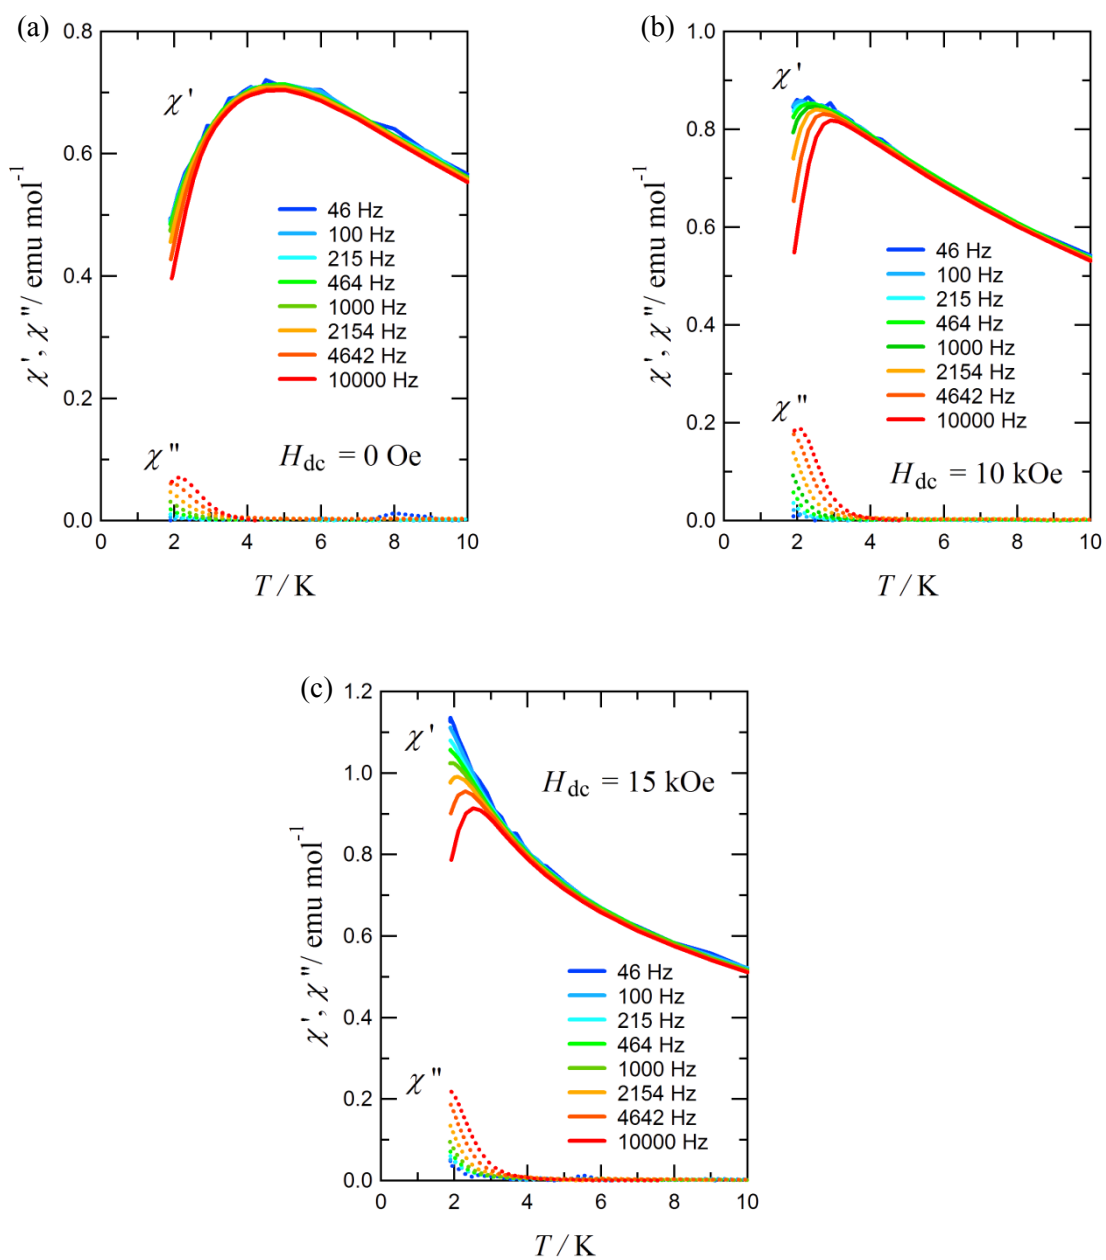 (a)
0.8
0.6
0.4
0.2
0.0
χ', χ"/ emu mol⁻¹
χ'
46 Hz
100 Hz
215 Hz
464 Hz
1000 Hz
2154 Hz
4642 Hz
10000 Hz
χ"
H_dc = 0 Oe
0 2 4 6 8 10
T / K
(b)
1.0
0.8
0.6
0.4
0.2
0.0
χ', χ"/ emu mol⁻¹
χ'
46 Hz
100 Hz
215 Hz
464 Hz
1000 Hz
2154 Hz
4642 Hz
10000 Hz
χ"
H_dc = 10 kOe
0 2 4 6 8 10
T / K
(c)
1.2
1.0
0.8
0.6
0.4
0.2
0.0
χ', χ"/ emu mol⁻¹
χ'
H_dc = 15 kOe
46 Hz
100 Hz
215 Hz
464 Hz
1000 Hz
2154 Hz
4642 Hz
10000 Hz
χ"
0 2 4 6 8 10
T / K